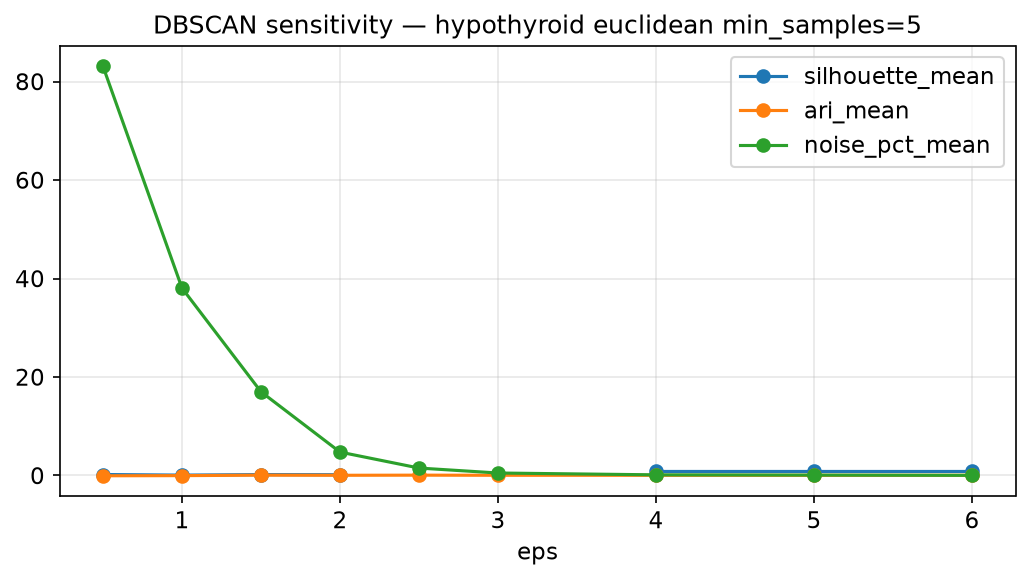 DBSCAN sensitivity — hypothyroid euclidean min_samples=5
silhouette_mean
ari_mean
noise_pct_mean
80
60
40
20
0
1 2 3 4 5 6
eps